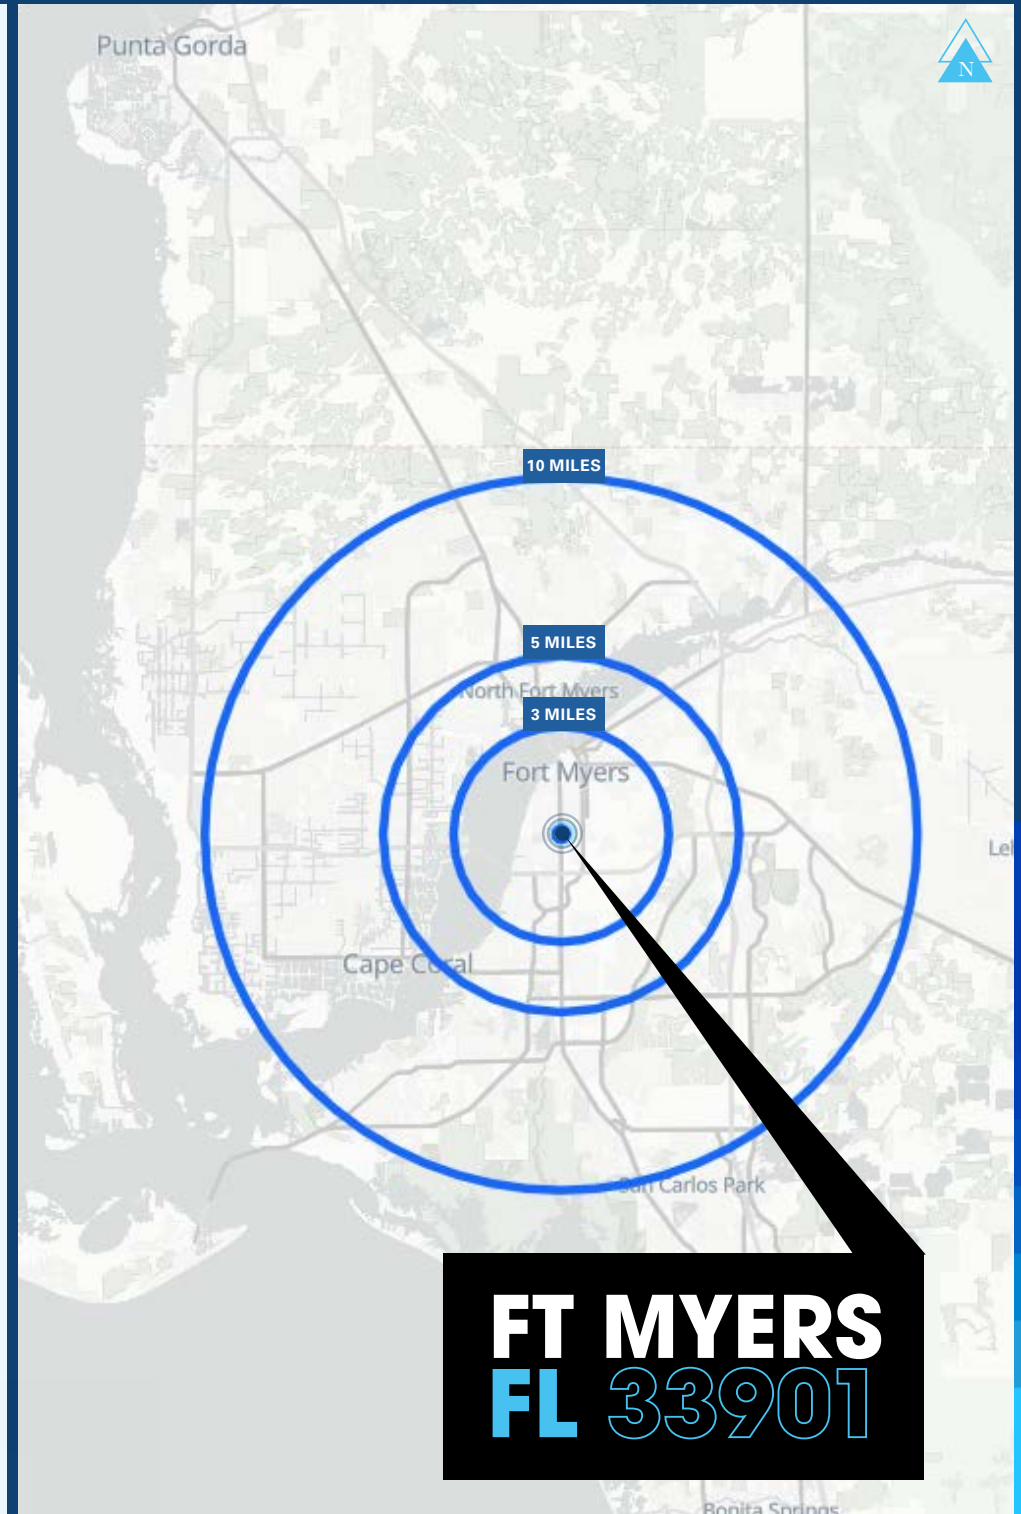 Punta Gorda
N
10 MILES
5 MILES
North Fort Myers
3 MILES
Fort Myers
Leh
Cape Coral
San Carlos Park
FT MYERS
FL 33901
Bonita Springs